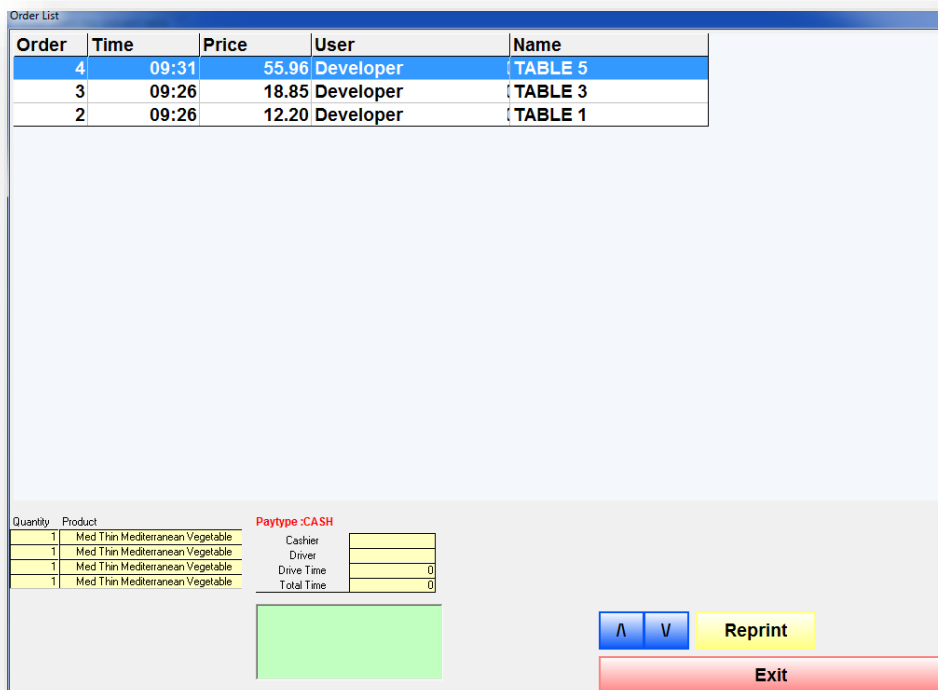 Order List
Order Time Price User Name
4 09:31 55.96 Developer TABLE 5
3 09:26 18.85 Developer TABLE 3
2 09:26 12.20 Developer TABLE 1
Quantity Product
1 Med Thin Mediterranean Vegetable
1 Med Thin Mediterranean Vegetable
1 Med Thin Mediterranean Vegetable
1 Med Thin Mediterranean Vegetable
Paytype :CASH
Cashier
Driver
Drive Time 0
Total Time 0
/\ \/ Reprint
Exit